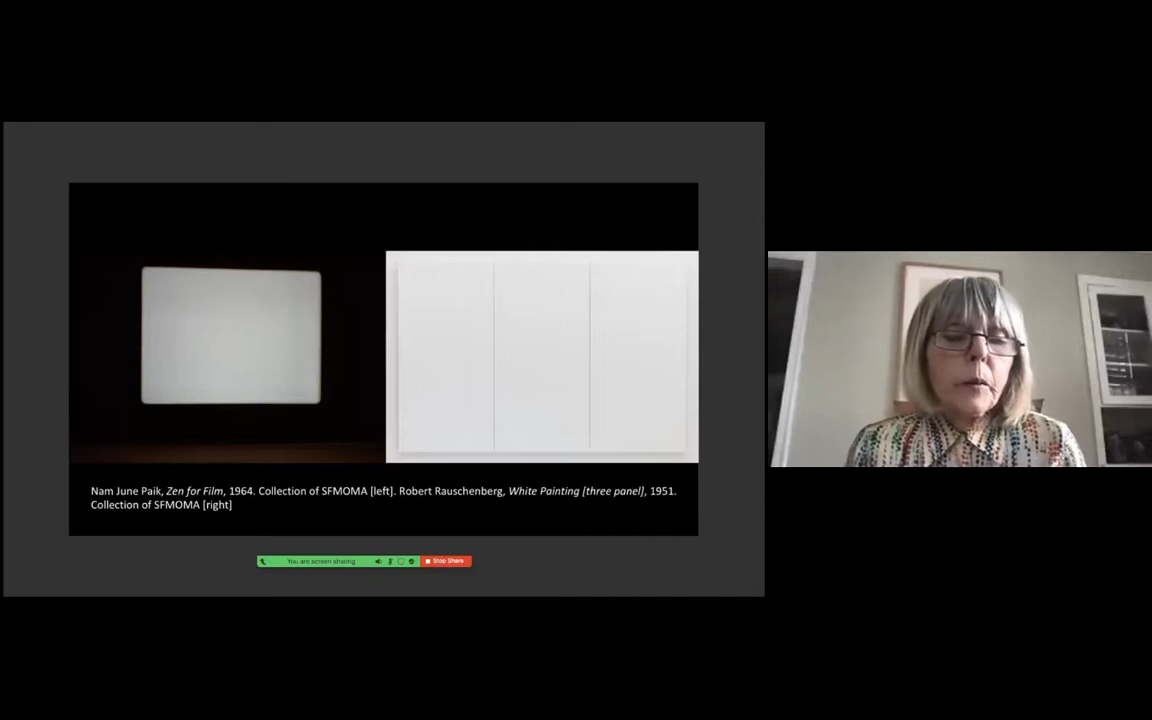 Nam June Paik, Zen for Film, 1964. Collection of SFMOMA [left]. Robert Rauschenberg, White Painting [three panel], 1951.
Collection of SFMOMA [right]
You are screen sharing
Stop Share